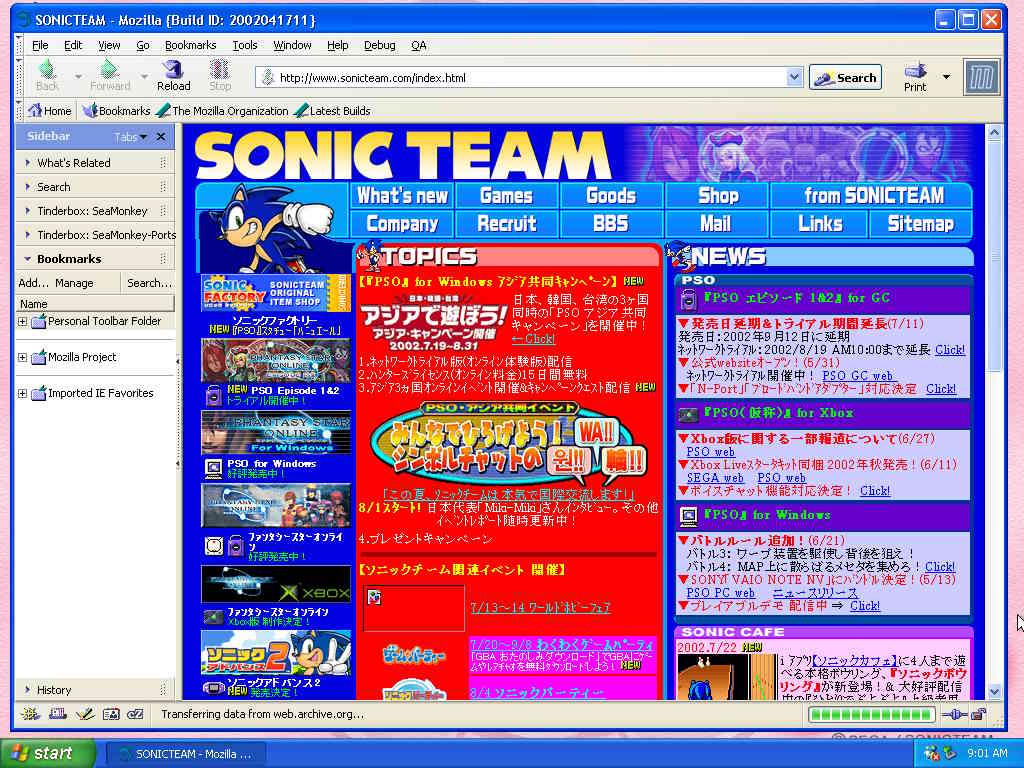 SONICTEAM - Mozilla {Build ID: 2002041711}
File Edit View Go Bookmarks Tools Window Help Debug QA
Back Forward Reload Stop http://www.sonicteam.com/index.html Search Print
Home Bookmarks The Mozilla Organization Latest Builds
Sidebar Tabs
What's Related
Search
Tinderbox: SeaMonkey
Tinderbox: SeaMonkey-Ports
Bookmarks
Add... Manage Search...
Name
Personal Toolbar Folder
Mozilla Project
Imported IE Favorites
History
SONIC TEAM
What's new Games Goods Shop from SONICTEAM
Company Recruit BBS Mail Links Sitemap
SONIC FACTORY SONICTEAM ORIGINAL ITEM SHOP
ソニックファクトリー
NEW 『PSO』スタチュー「バニェエール」
PHANTASY STAR ONLINE
NEW PSO Episode 1&2
トライアル開催中!
PHANTASY STAR ONLINE
For Windows
PSO for Windows
好評発売中!
ファンタシースターオンライン
好評発売中!
XBOX
ファンタシースターオンライン
Xbox版 制作決定!
ソニックアドバンス2
ソニックアドバンス2
NEW 発売決定!
TOPICS
【『PSO』 for Windows アジア共同キャンペーン】 NEW
日本・韓国・台湾
アジアで遊ぼう!
アジア・キャンペーン開催
2002.7.19–8.31
日本、韓国、台湾の3ヶ国
同時の「PSO アジア 共同
キャンペーン」を開催中!
←Click!
1.ネットワークトライアル版(オンライン体験版)配信
2.ハンターズライセンス(オンライン料金)15日間無料
3.アジア3ヵ国オンラインイベント開催&キャンペーンクエスト配信 NEW
PSO・アジア共同イベント
みんなでひろげよう! WA!!
シンボルチャットの 원!! 輪!!
「この夏、ソニックチームは本気で国際交流します!」
8/1スタート! 日本代表「Miki-Miki」さんインタビュー。その他
イベントレポート随時更新中!
4.プレゼントキャンペーン
【ソニックチーム関連イベント 開催】
7/13〜14 ワールドホビーフェア
7/20〜9/8 わくわくゲームパーティ
「GBA おたのしみダウンロード」でGBAにゲー
ムやレアチャオを無料ダウンロードしよう! NEW
8/4 ソニックパーティー
NEWS
PSO
『PSO エピソード 1&2』 for GC
▼発売日延期&トライアル期間延長(7/11)
発売日:2002年9月12日に延期
ネットワークトライアル:2002/8/19 AM10:00まで延長 Click!
▼公式websiteオープン!(5/31)
ネットワークトライアル開催中! PSO GC web
▼「N-Port」「ブロードバンドアダプター」対応決定 Click!
『PSO(仮称)』 for Xbox
▼Xbox版に関する一部報道について(6/27)
PSO web
▼Xbox Liveスタータキット同梱 2002年秋発売!(6/11)
SEGA web PSO web
▼ボイスチャット機能対応決定! Click!
『PSO』 for Windows
▼バトルルール追加!(6/21)
バトル3: ワープ装置を駆使し背後を狙え!
バトル4: MAP上に散らばるメセタを集めろ! Click!
▼SONY「VAIO NOTE NV」にバンドル決定!(5/13)
PSO PC web ニュースリリース
▼プレイアブルデモ 配信中⇒ Click!
SONIC CAFE
2002.7/22 NEW
i アプリ【ソニックカフェ】に4人まで遊
べる本格ボウリング、『ソニックボウ
リング』が新登場!& 大好評配信
Transferring data from web.archive.org...
start SONICTEAM - Mozilla ... 9:01 AM